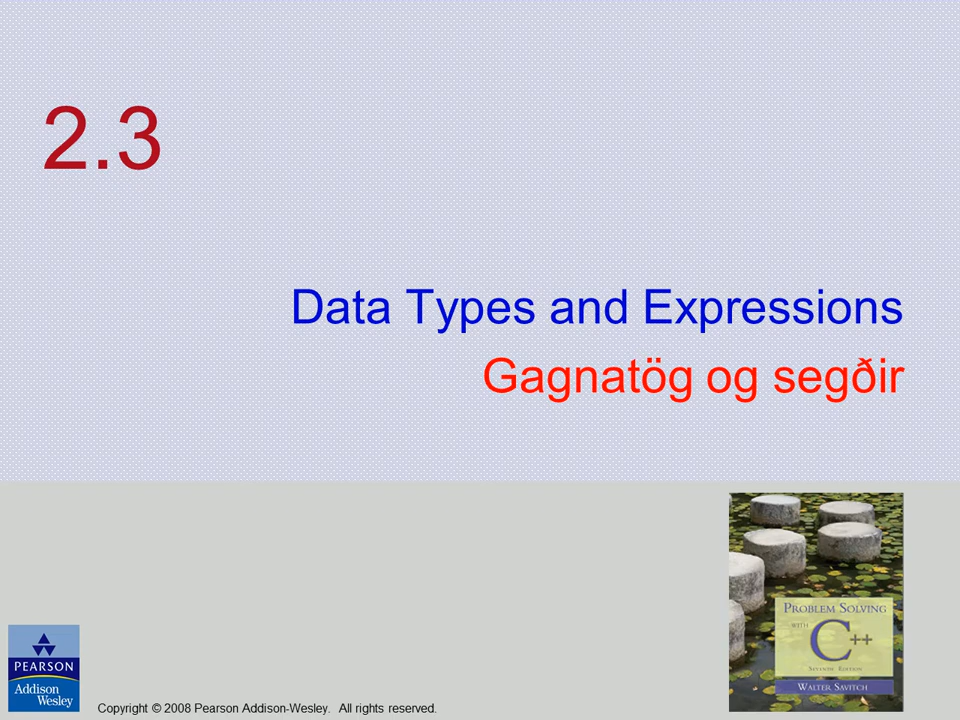 2.3
Data Types and Expressions
Gagnatög og segðir
PROBLEM SOLVING
WITH
C++
SEVENTH EDITION
WALTER SAVITCH
PEARSON
Addison
Wesley
Copyright © 2008 Pearson Addison-Wesley. All rights reserved.